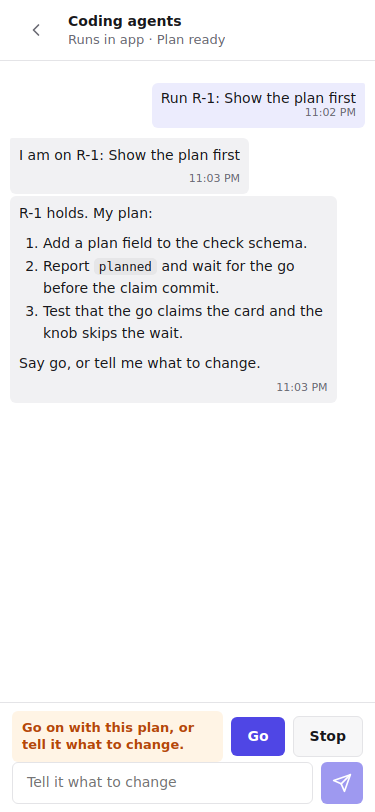 Coding agents
Runs in app · Plan ready
Run R-1: Show the plan first
11:02 PM
I am on R-1: Show the plan first
11:03 PM
R-1 holds. My plan:
1. Add a plan field to the check schema.
2. Report planned and wait for the go
before the claim commit.
3. Test that the go claims the card and the
knob skips the wait.
Say go, or tell me what to change.
11:03 PM
Go on with this plan, or
tell it what to change.
Go
Stop
Tell it what to change